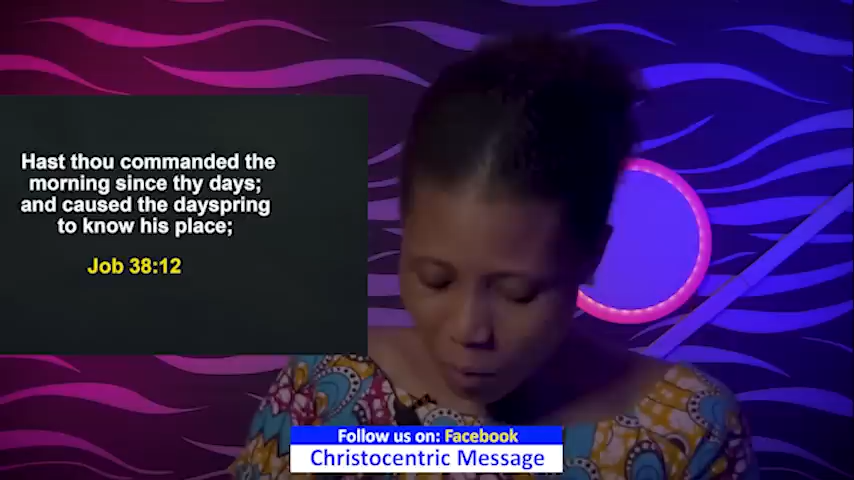 Hast thou commanded the
morning since thy days;
and caused the dayspring
to know his place;
Job 38:12
Follow us on: Facebook
Christocentric Message